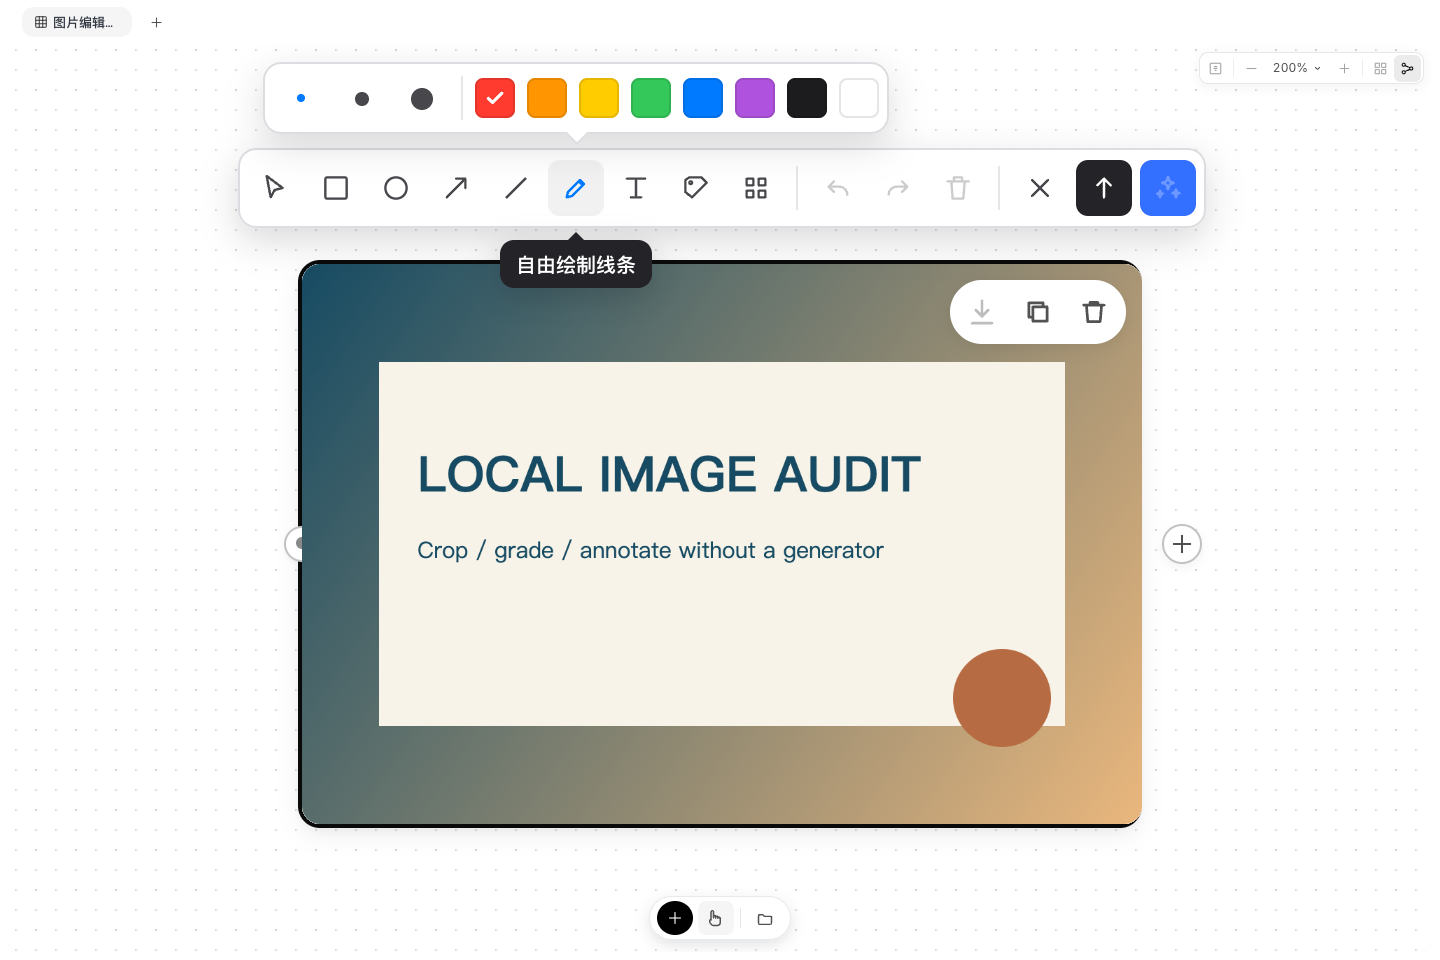 图片编辑...
200%
自由绘制线条
LOCAL IMAGE AUDIT
Crop / grade / annotate without a generator